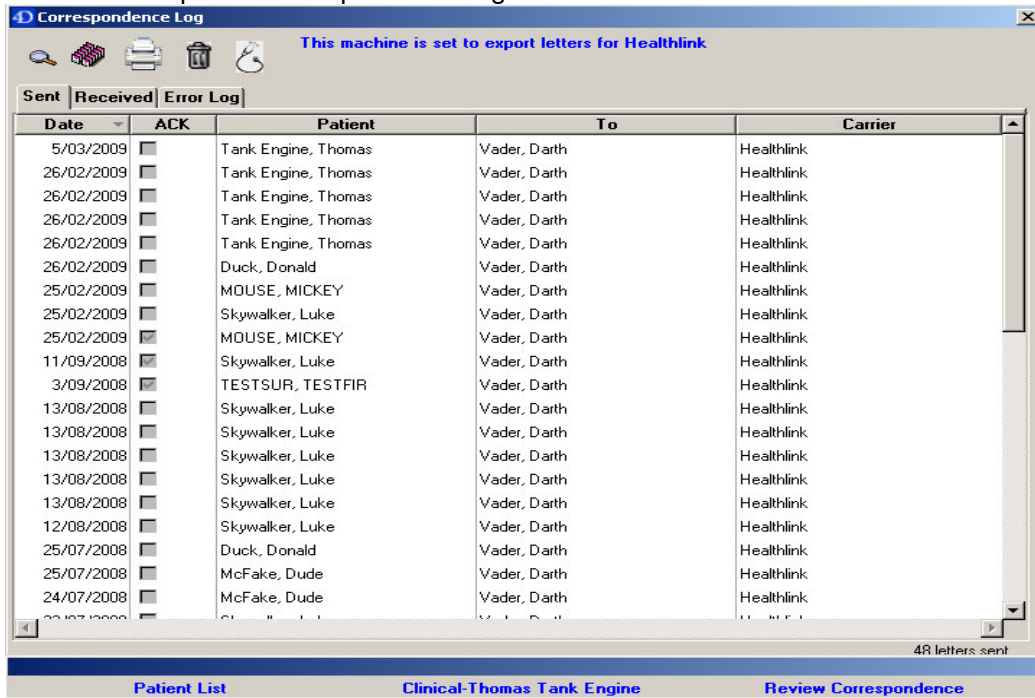 Correspondence Log
This machine is set to export letters for Healthlink
Sent Received Error Log
Date ACK Patient To Carrier
5/03/2009 Tank Engine, Thomas Vader, Darth Healthlink
26/02/2009 Tank Engine, Thomas Vader, Darth Healthlink
26/02/2009 Tank Engine, Thomas Vader, Darth Healthlink
26/02/2009 Tank Engine, Thomas Vader, Darth Healthlink
26/02/2009 Tank Engine, Thomas Vader, Darth Healthlink
26/02/2009 Duck, Donald Vader, Darth Healthlink
25/02/2009 MOUSE, MICKEY Vader, Darth Healthlink
25/02/2009 Skywalker, Luke Vader, Darth Healthlink
25/02/2009 MOUSE, MICKEY Vader, Darth Healthlink
11/09/2008 Skywalker, Luke Vader, Darth Healthlink
3/09/2008 TESTSUR, TESTFIR Vader, Darth Healthlink
13/08/2008 Skywalker, Luke Vader, Darth Healthlink
13/08/2008 Skywalker, Luke Vader, Darth Healthlink
13/08/2008 Skywalker, Luke Vader, Darth Healthlink
13/08/2008 Skywalker, Luke Vader, Darth Healthlink
13/08/2008 Skywalker, Luke Vader, Darth Healthlink
12/08/2008 Skywalker, Luke Vader, Darth Healthlink
25/07/2008 Duck, Donald Vader, Darth Healthlink
25/07/2008 McFake, Dude Vader, Darth Healthlink
24/07/2008 McFake, Dude Vader, Darth Healthlink
48 letters sent
Patient List Clinical-Thomas Tank Engine Review Correspondence